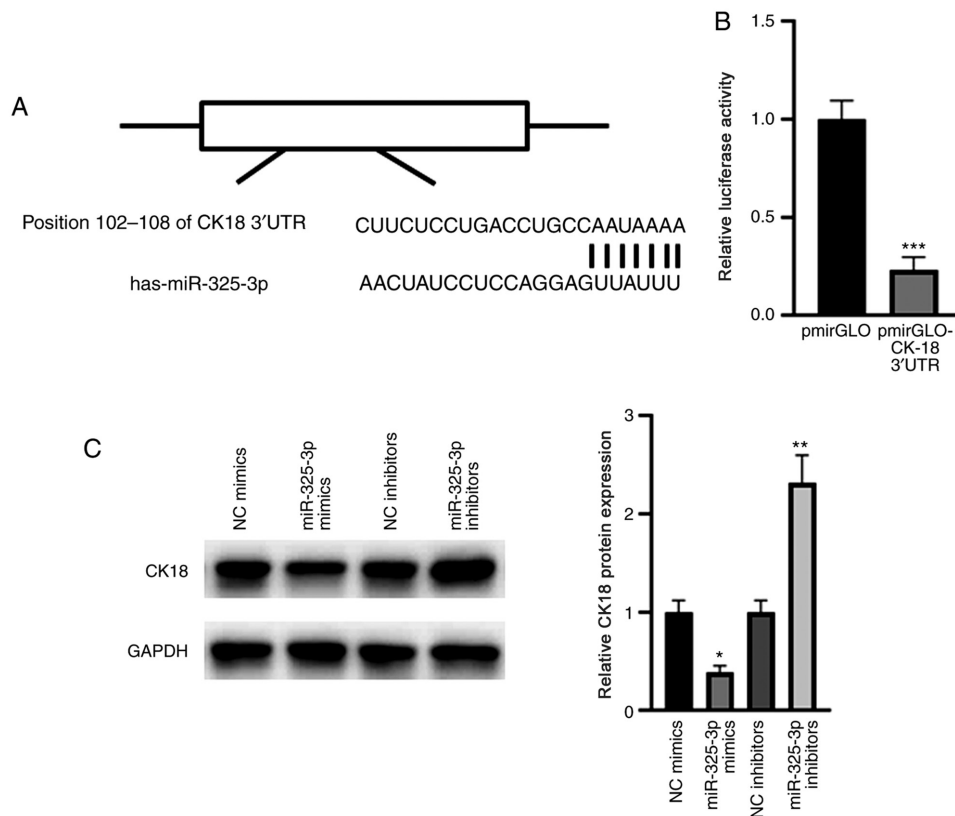 A
Position 102–108 of CK18 3′UTR
CUUCUCCUGACCUGCCAAUAAAA
has-miR-325-3p
AACUAUCCUCCAGGAGUUAUUU
B
Relative luciferase activity
1.5
1.0
0.5
0.0
***
pmirGLO
pmirGLO-
CK-18
3′UTR
C
NC mimics
miR-325-3p
mimics
NC inhibitors
miR-325-3p
inhibitors
CK18
GAPDH
Relative CK18 protein expression
3
2
1
0
*
**
NC mimics
miR-325-3p
mimics
NC inhibitors
miR-325-3p
inhibitors